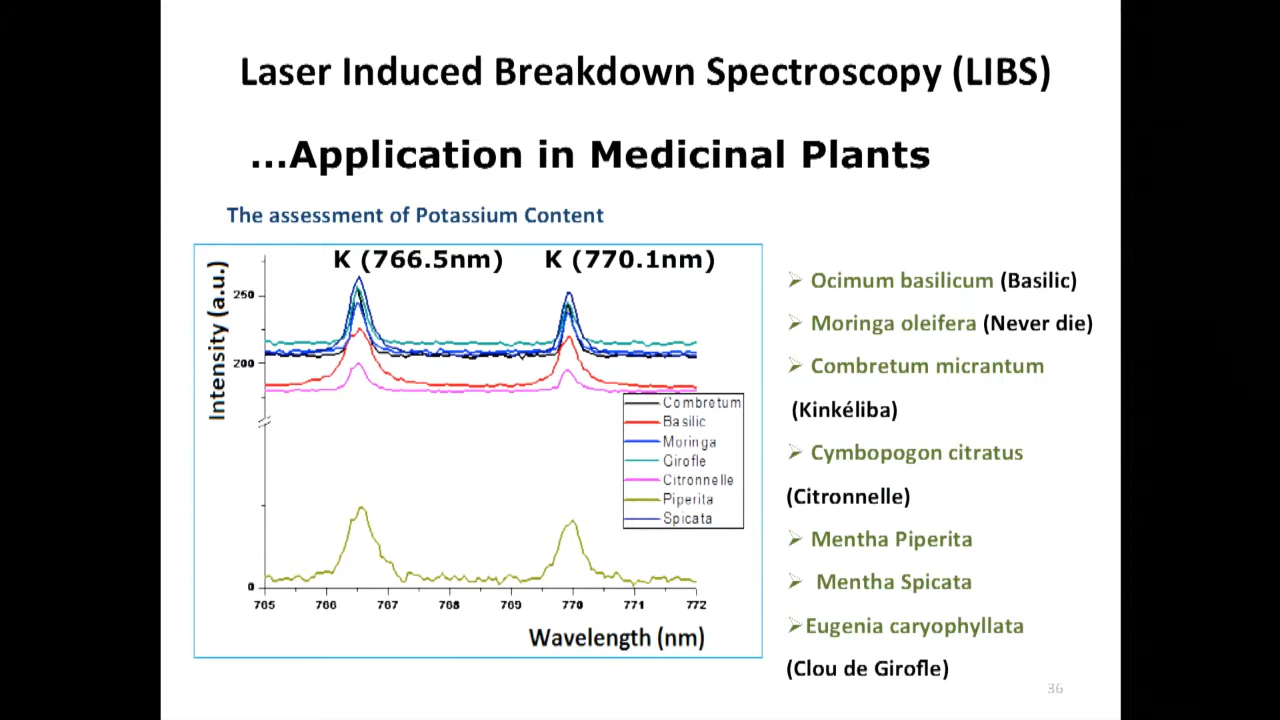 Laser Induced Breakdown Spectroscopy (LIBS)
...Application in Medicinal Plants
The assessment of Potassium Content
K (766.5nm) K (770.1nm)
Intensity (a.u.)
250
200
0
765 766 767 768 769 770 771 772
Wavelength (nm)
Combretum
Basilic
Moringa
Girofle
Citronnelle
Piperita
Spicata
Ocimum basilicum (Basilic)
Moringa oleifera (Never die)
Combretum micrantum
(Kinkéliba)
Cymbopogon citratus
(Citronnelle)
Mentha Piperita
Mentha Spicata
Eugenia caryophyllata
(Clou de Girofle)
36